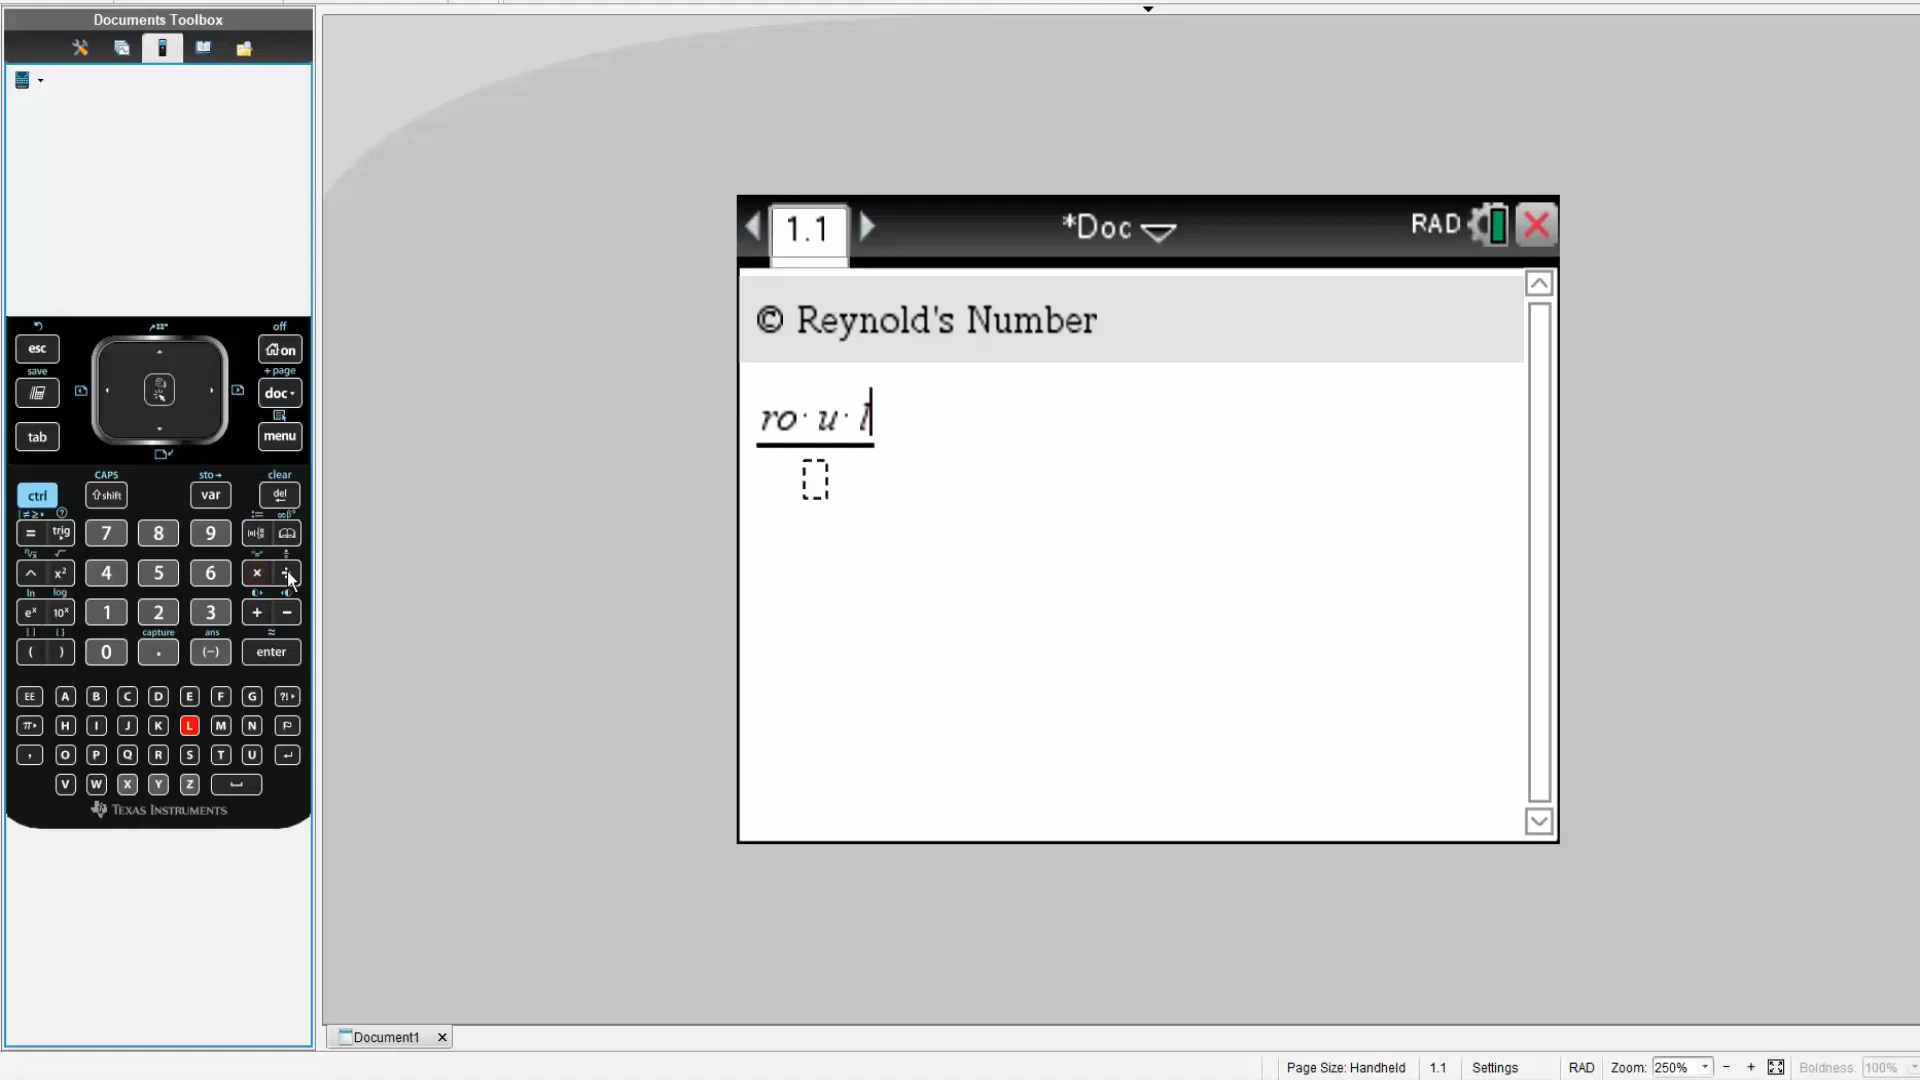 Documents Toolbox
1.1
*Doc
RAD
© Reynold's Number
ro· u· l
off
esc
on
save
+ page
doc
tab
menu
CAPS
sto→
clear
ctrl
shift
var
del
= trig 7 8 9
^ x² 4 5 6 × ÷
ln log
eˣ 10ˣ 1 2 3 + −
[ ] { } capture ans ≈
( ) 0 . (−) enter
EE A B C D E F G ?!
π H I J K L M N
, O P Q R S T U
V W X Y Z
TEXAS INSTRUMENTS
Document1
Page Size: Handheld 1.1 Settings RAD Zoom: 250% − + Boldness: 100%